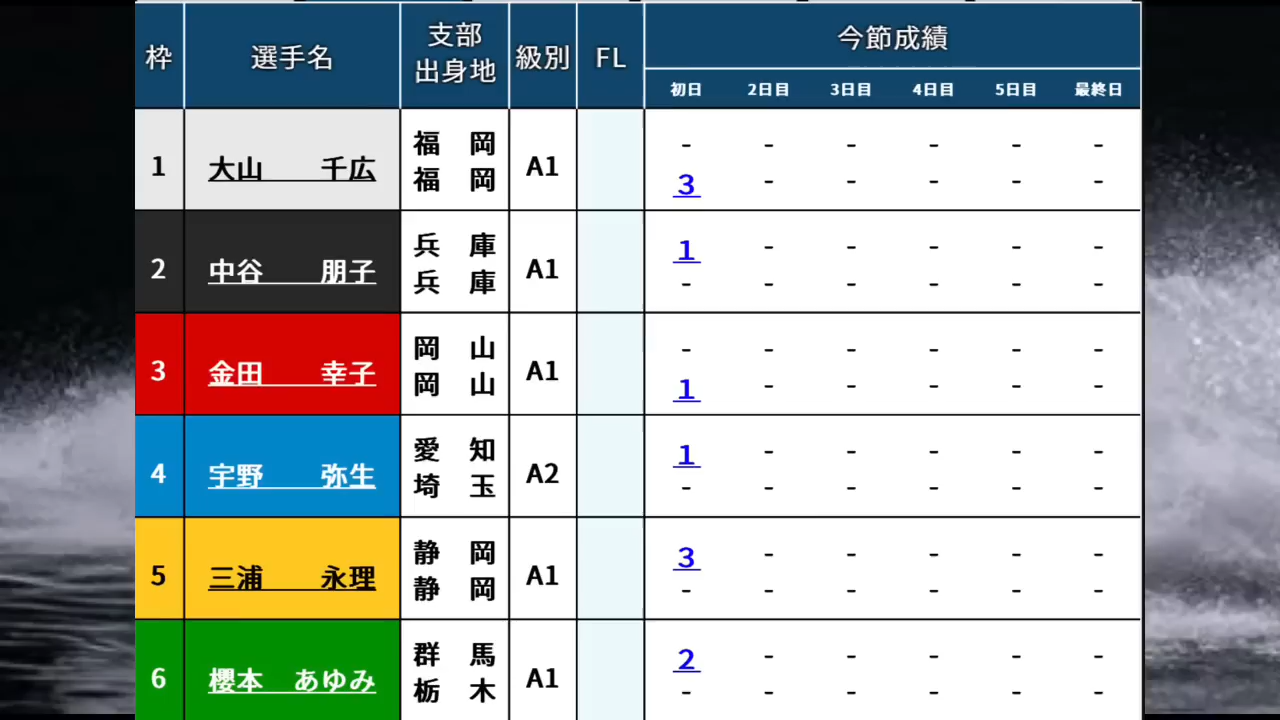 枠 選手名 支部 出身地 級別 FL 今節成績
初日 2日目 3日目 4日目 5日目 最終日
1 大山 千広 福岡 福岡 A1
- - - - - -
3 - - - - -
2 中谷 朋子 兵庫 兵庫 A1
1 - - - - -
- - - - - -
3 金田 幸子 岡山 岡山 A1
- - - - - -
1 - - - - -
4 宇野 弥生 愛知 埼玉 A2
1 - - - - -
- - - - - -
5 三浦 永理 静岡 静岡 A1
3 - - - - -
- - - - - -
6 櫻本 あゆみ 群馬 栃木 A1
2 - - - - -
- - - - - -